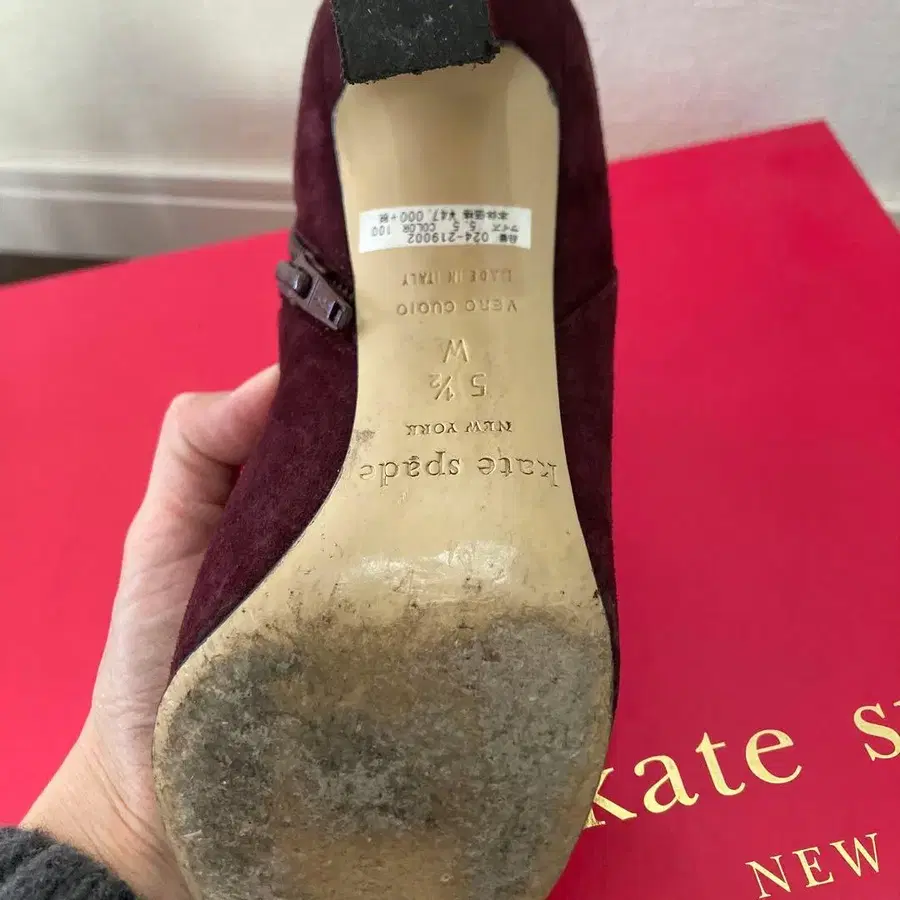 kate spade
NEW YORK
5 ½
W
VERO CUOIO
MADE IN ITALY
品番 024-219002
サイズ 5.5 COLOR 100
本体価格 ¥47,000+税
kate s
NEW